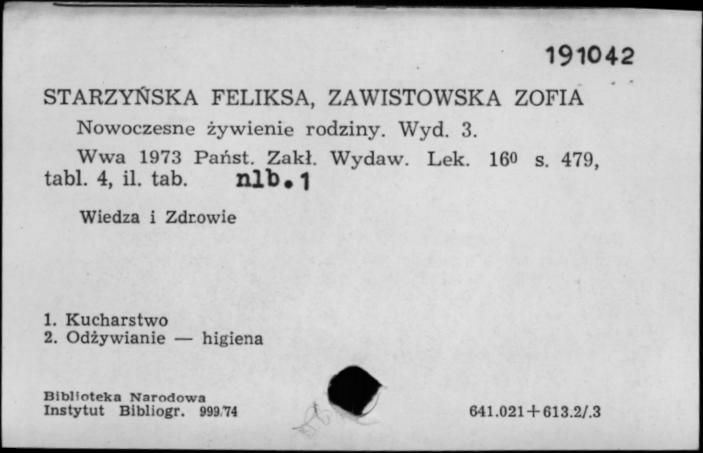 191042
STARZYŃSKA FELIKSA, ZAWISTOWSKA ZOFIA
Nowoczesne żywienie rodziny. Wyd. 3.
Wwa 1973 Państ. Zakł. Wydaw. Lek. 16⁰ s. 479,
tabl. 4, il. tab. nlb.1
Wiedza i Zdrowie
1. Kucharstwo
2. Odżywianie — higiena
Biblioteka Narodowa
Instytut Bibliogr. 999/74
641.021+613.2/.3